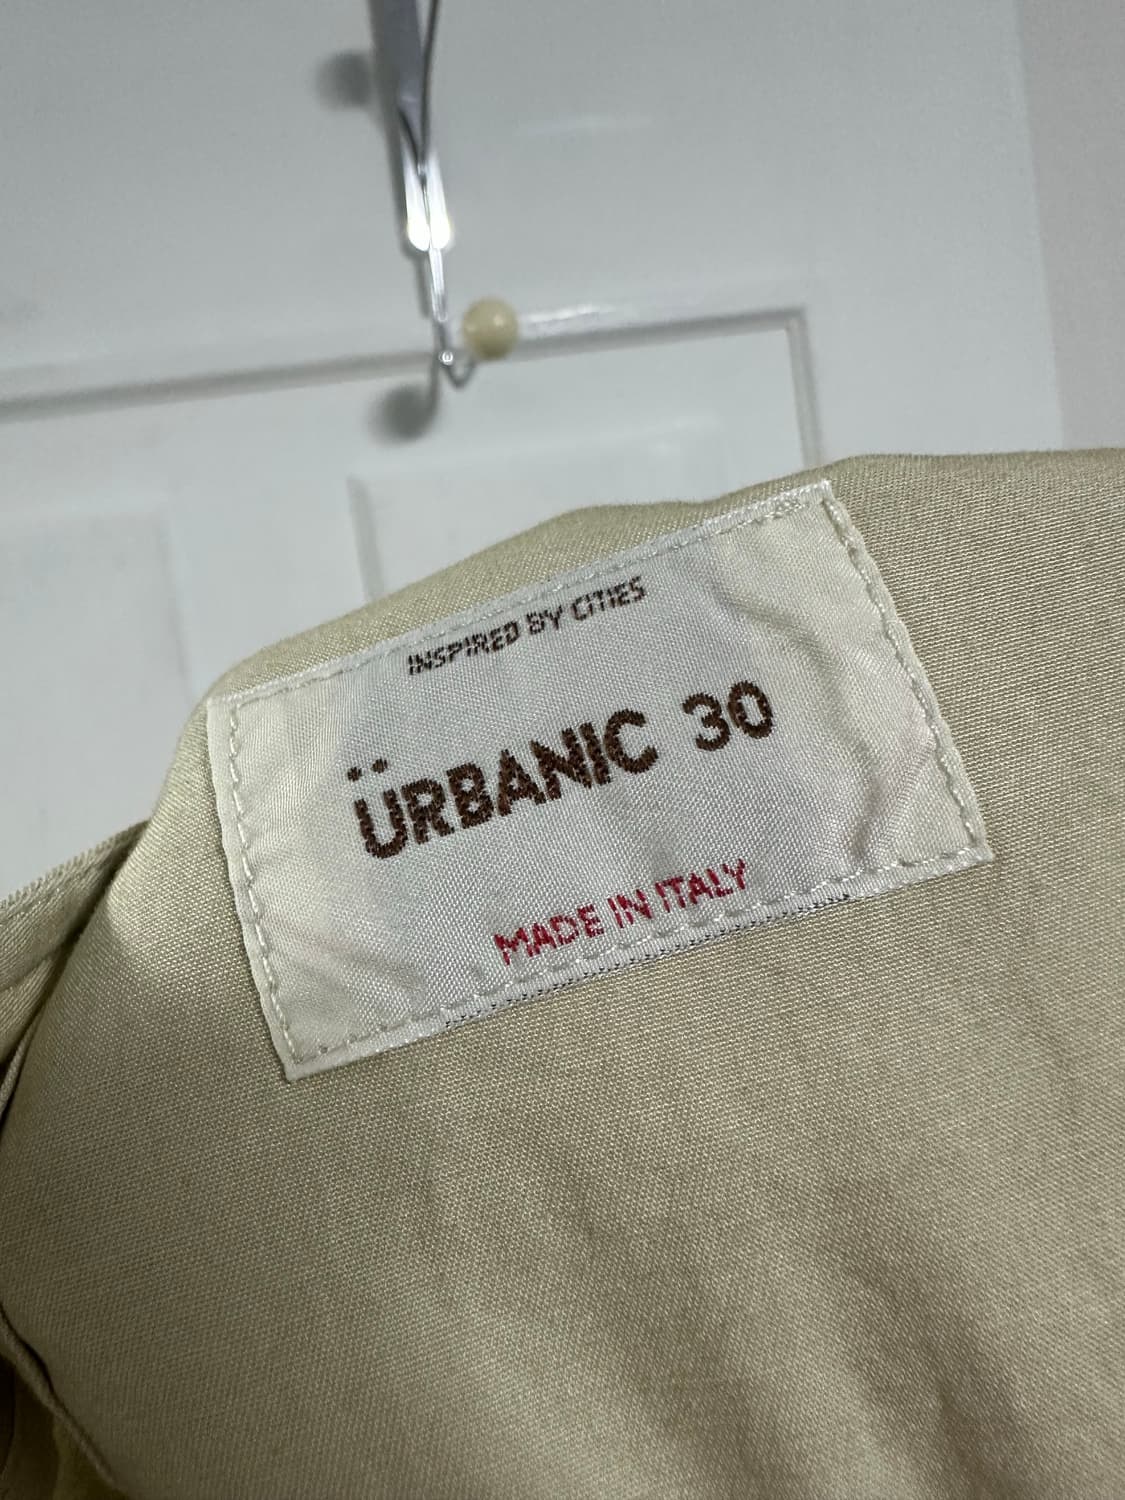 INSPIRED BY CITIES
ÜRBANIC 30
MADE IN ITALY